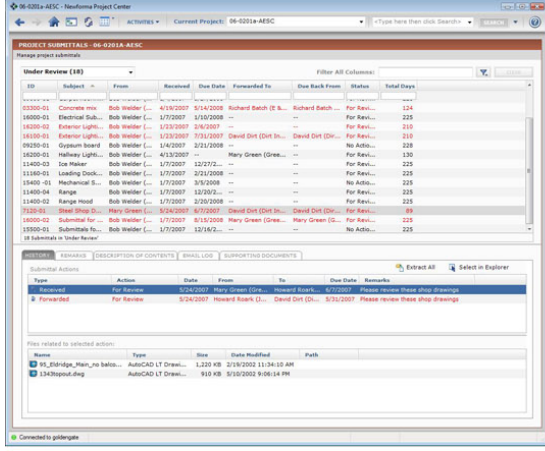 06-0201a-AESC - Newforma Project Center
ACTIVITIES Current Project: 06-0201a-AESC <Type here then click Search> SEARCH
PROJECT SUBMITTALS - 06-0201A-AESC
Manage project submittals
Under Review (18) Filter All Columns:
ID Subject From Received Due Date Forwarded To Due Back From Status Total Days
03300-01 Concrete mix Bob Welder (... 4/19/2007 5/14/2008 Richard Batch (E &... Richard Batch ... For Revi... 124
16000-01 Electrical Sub... Bob Welder (... 1/7/2007 1/10/2008 -- -- For Revi... 225
16200-02 Exterior Lighti... Bob Welder (... 1/23/2007 2/6/2007 -- -- For Revi... 210
16100-01 Exterior Lighti... Bob Welder (... 1/23/2007 7/31/2007 David Dirt (Dirt In... David Dirt (Dir... For Revi... 210
09250-01 Gypsum board Bob Welder (... 1/4/2007 2/21/2008 -- -- No Actio... 228
16200-01 Hallway Lighti... Bob Welder (... 4/13/2007 -- Mary Green (Gree... -- For Revi... 130
11400-03 Ice Maker Bob Welder (... 1/7/2007 12/27/2... -- -- For Revi... 225
11160-01 Loading Dock... Bob Welder (... 1/7/2007 2/21/2008 -- -- For Revi... 225
15400 -01 Mechanical S... Bob Welder (... 1/7/2007 3/5/2008 -- -- No Actio... 225
11400-04 Range Bob Welder (... 1/7/2007 12/20/2... -- -- For Revi... 225
11400-02 Range Hood Bob Welder (... 1/7/2007 12/20/2... -- -- For Revi... 225
7120-01 Steel Shop D... Mary Green (... 5/24/2007 6/7/2007 David Dirt (Dirt In... David Dirt (Dir... For Revi... 89
16000-02 Submittal for ... Bob Welder (... 1/7/2007 8/15/2008 Mary Green (Gree... Mary Green (G... For Revi... 225
15500-01 Submittals fo... Bob Welder (... 1/7/2007 12/16/2... -- -- No Actio... 225
18 Submittals in 'Under Review'
HISTORY REMARKS DESCRIPTION OF CONTENTS EMAIL LOG SUPPORTING DOCUMENTS
Submittal Actions Extract All Select in Explorer
Type Action Date From To Due Date Remarks
Received For Review 5/24/2007 Mary Green (Gre... Howard Roark... 6/7/2007 Please review these shop drawings
Forwarded For Review 5/24/2007 Howard Roark (J... David Dirt (Di... 5/31/2007 Please review these shop drawings
Files related to selected action:
Name Type Size Date Modified Path
95_Eldridge_Main_no balco... AutoCAD LT Drawi... 1,220 KB 2/19/2002 11:34:10 AM
1343topout.dwg AutoCAD LT Drawi... 910 KB 5/10/2002 9:06:14 PM
Connected to goldengate